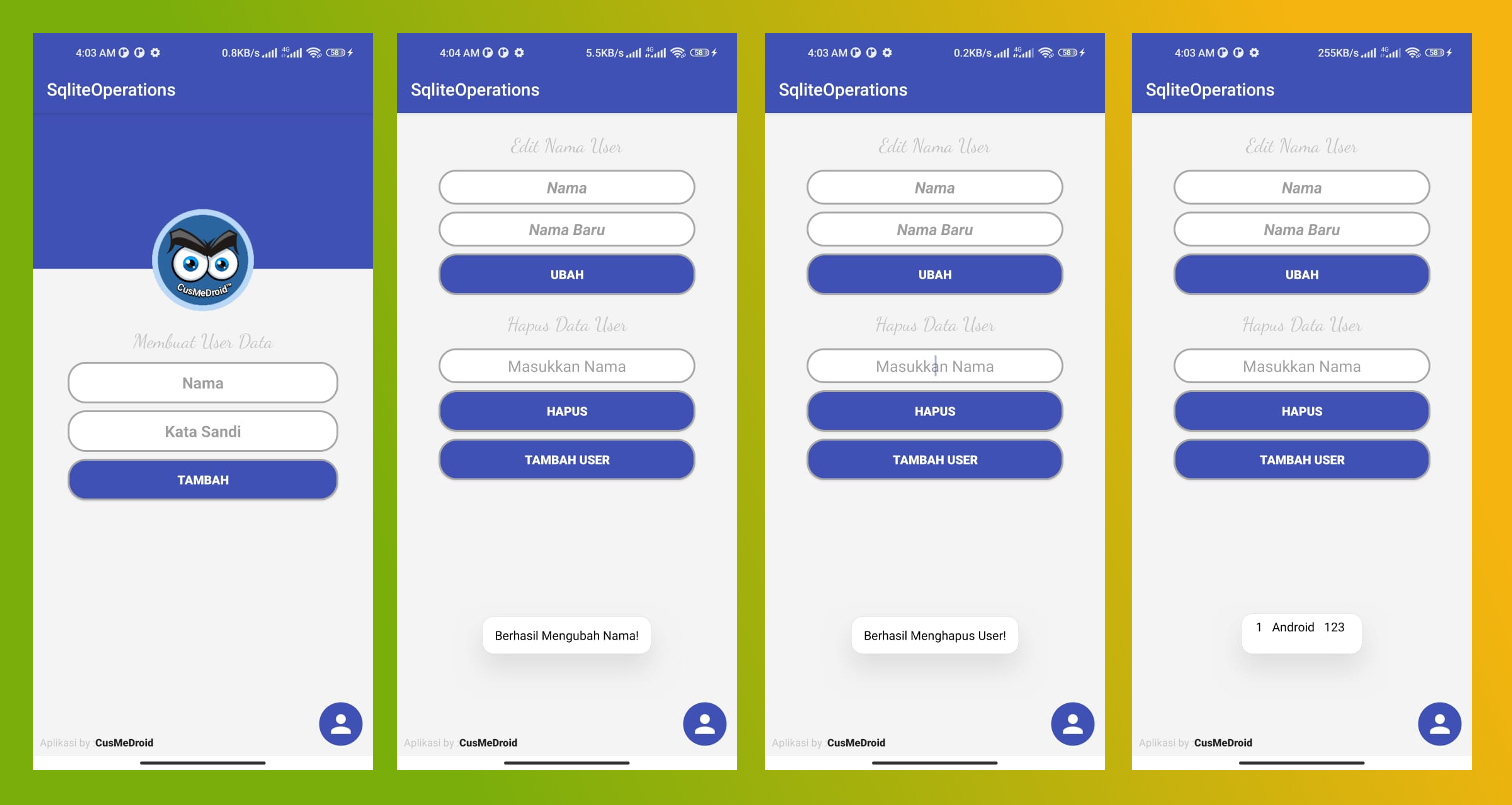 4:03 AM 0.8KB/s 4G 58
SqliteOperations
CusMeDroid™
Membuat User Data
Nama
Kata Sandi
TAMBAH
Aplikasi by CusMeDroid
4:04 AM 5.5KB/s 4G 58
SqliteOperations
Edit Nama User
Nama
Nama Baru
UBAH
Hapus Data User
Masukkan Nama
HAPUS
TAMBAH USER
Berhasil Mengubah Nama!
Aplikasi by CusMeDroid
4:03 AM 0.2KB/s 4G 58
SqliteOperations
Edit Nama User
Nama
Nama Baru
UBAH
Hapus Data User
Masukkan Nama
HAPUS
TAMBAH USER
Berhasil Menghapus User!
Aplikasi by CusMeDroid
4:03 AM 255KB/s 4G 58
SqliteOperations
Edit Nama User
Nama
Nama Baru
UBAH
Hapus Data User
Masukkan Nama
HAPUS
TAMBAH USER
1 Android 123
Aplikasi by CusMeDroid